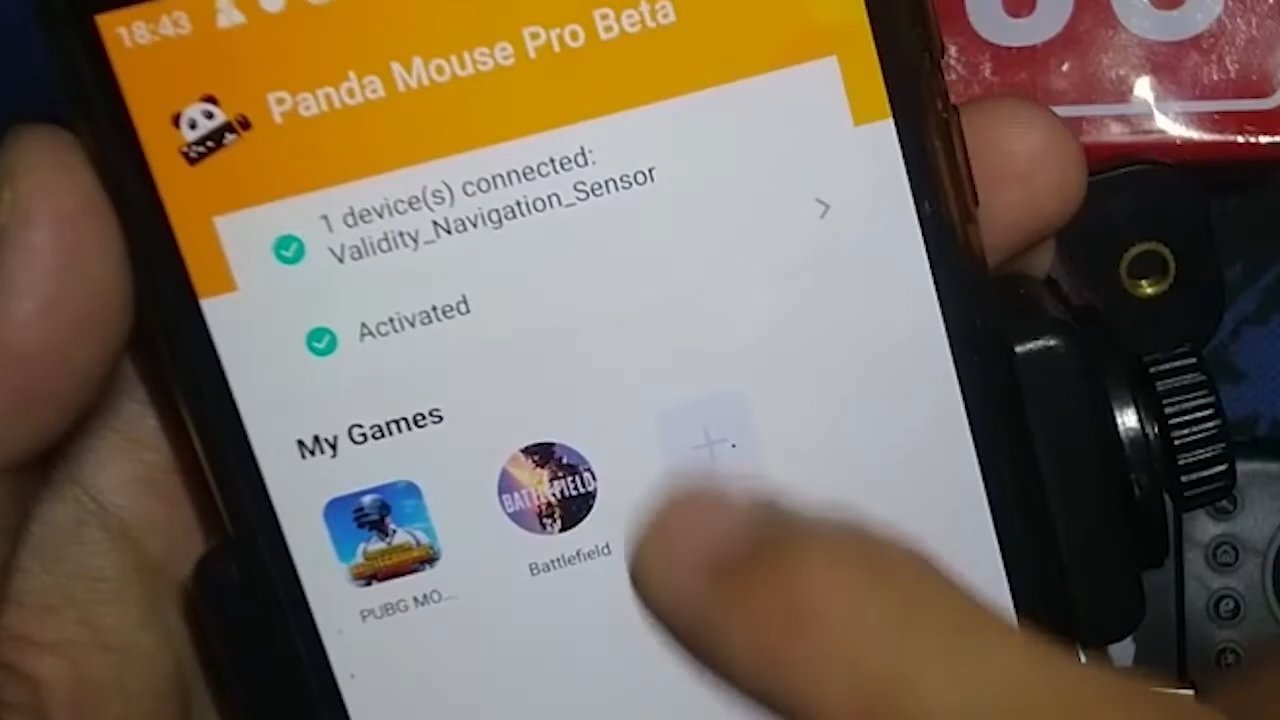 18:43
Panda Mouse Pro Beta
1 device(s) connected:
Validity_Navigation_Sensor
Activated
My Games
BATTLEFIELD
PUBG MO...
Battlefield